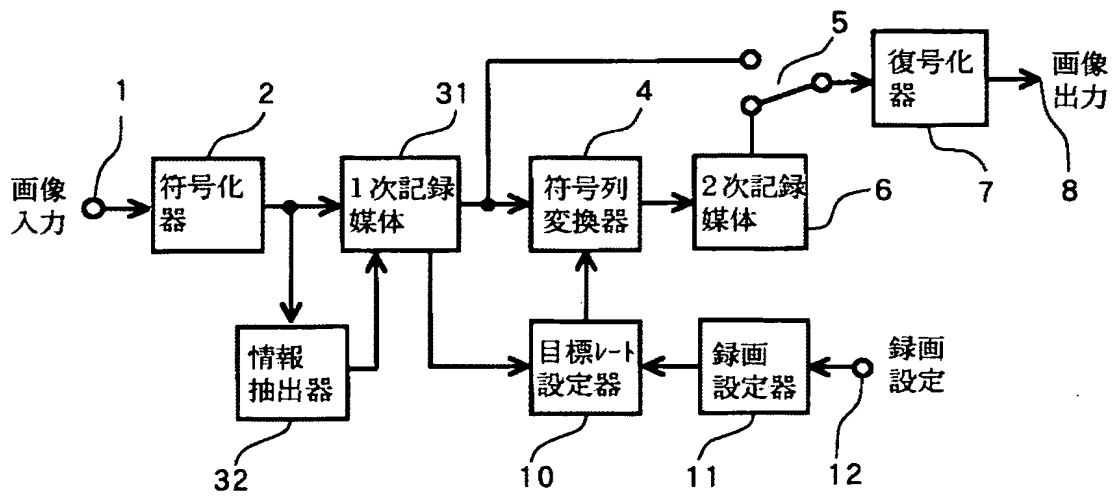 5
復号化
器
画像
出力
7
8
1
2
31
4
画像
入力
符号化
器
1次記録
媒体
符号列
変換器
2次記録
媒体
6
情報
抽出器
目標レート
設定器
録画
設定器
録画
設定
32
10
11
12